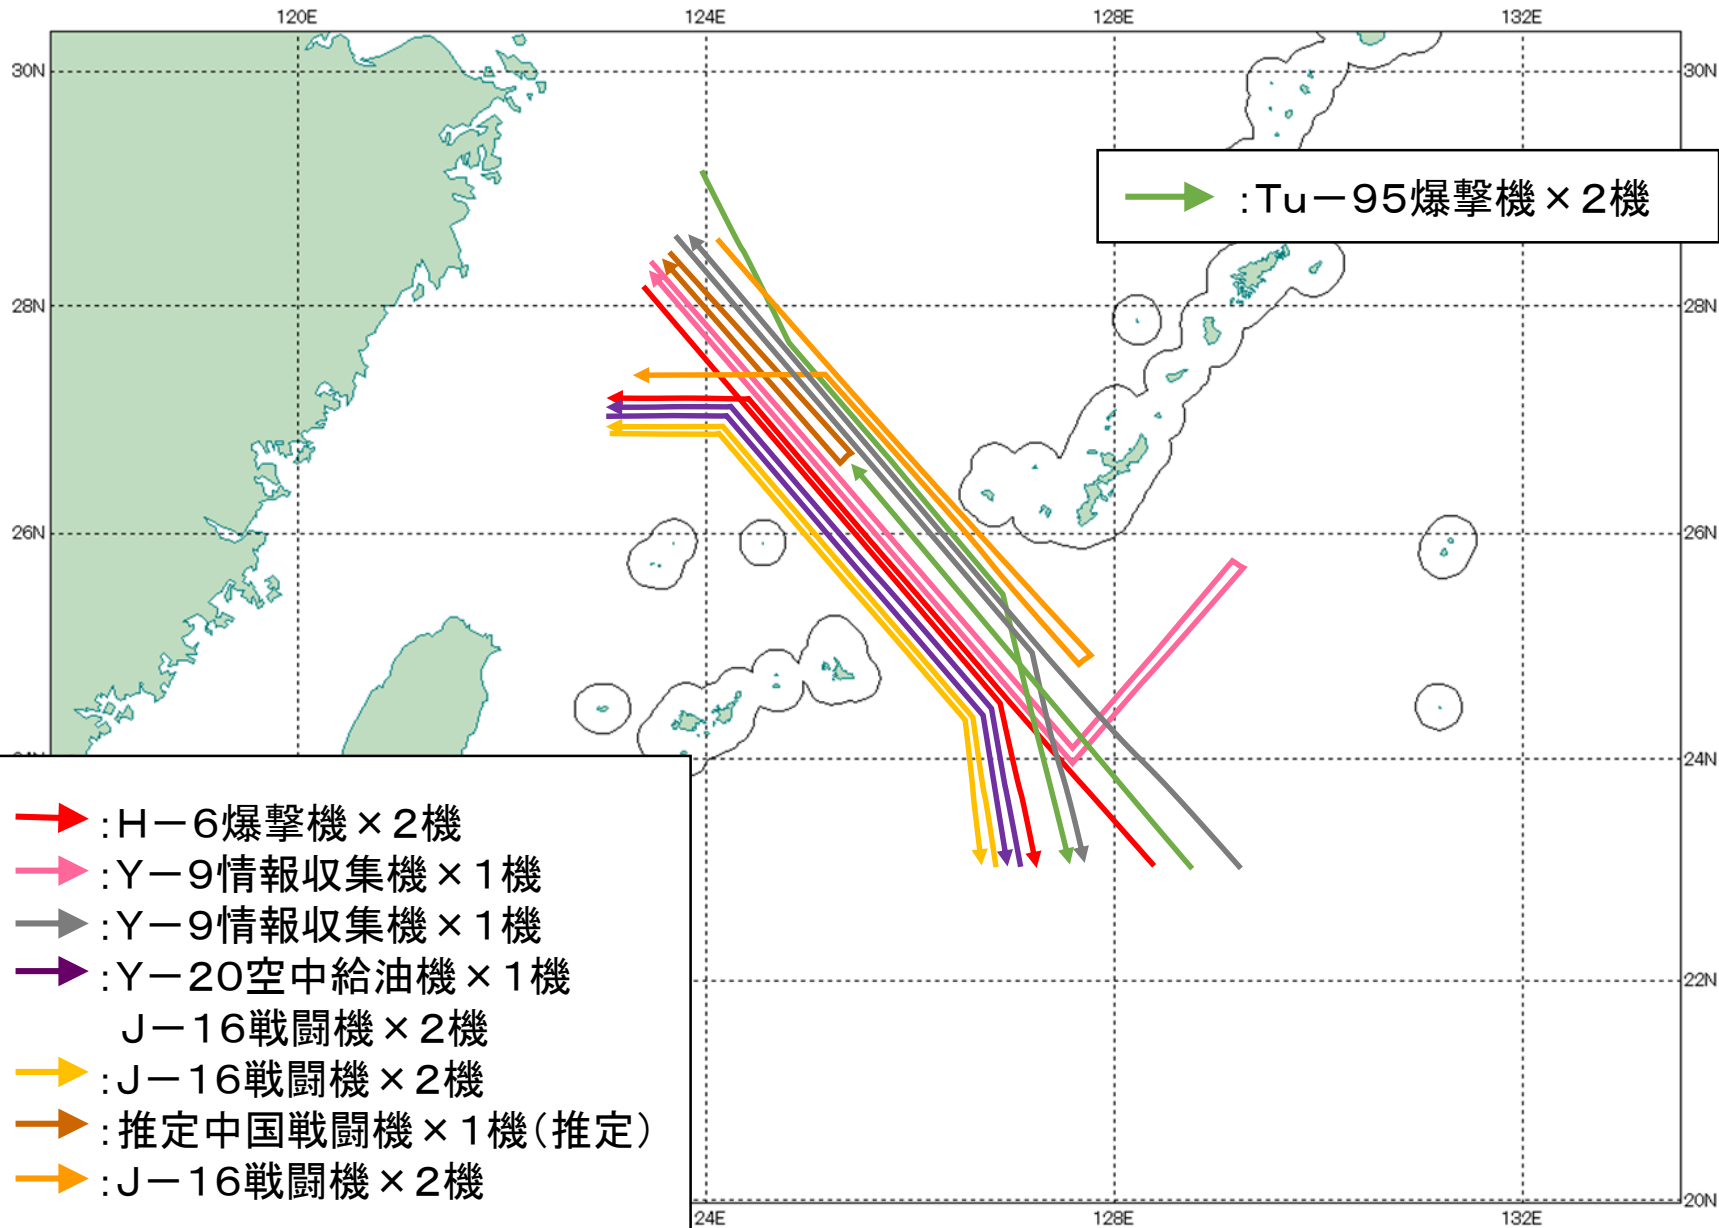 120E 124E 128E 132E
30N 30N
:Tu－95爆撃機×2機
28N 28N
26N 26N
24N
:H－6爆撃機×2機
:Y－9情報収集機×1機
:Y－9情報収集機×1機
:Y－20空中給油機×1機
J－16戦闘機×2機
:J－16戦闘機×2機
:推定中国戦闘機×1機(推定)
:J－16戦闘機×2機
22N
20N
24E 128E 132E